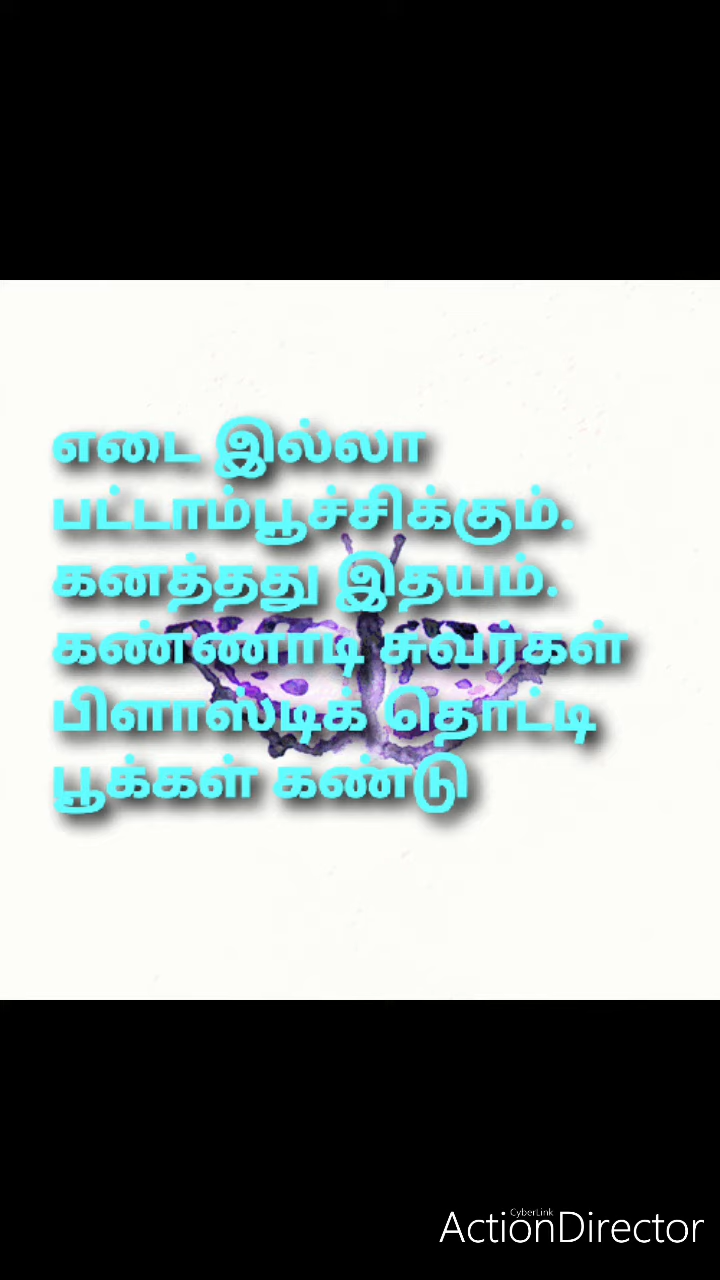 எடை இல்லா
பட்டாம்பூச்சிக்கும்.
கனத்தது இதயம்.
கண்ணாடி சுவர்கள்
பிளாஸ்டிக் தொட்டி
பூக்கள் கண்டு
CyberLink
ActionDirector